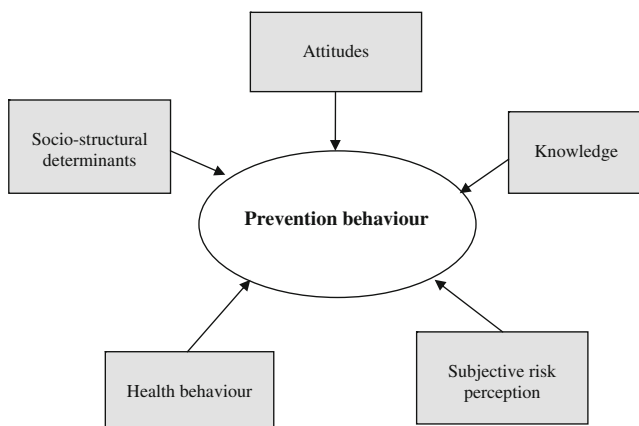 Attitudes
Socio-structural
determinants
Knowledge
Prevention behaviour
Health behaviour
Subjective risk
perception